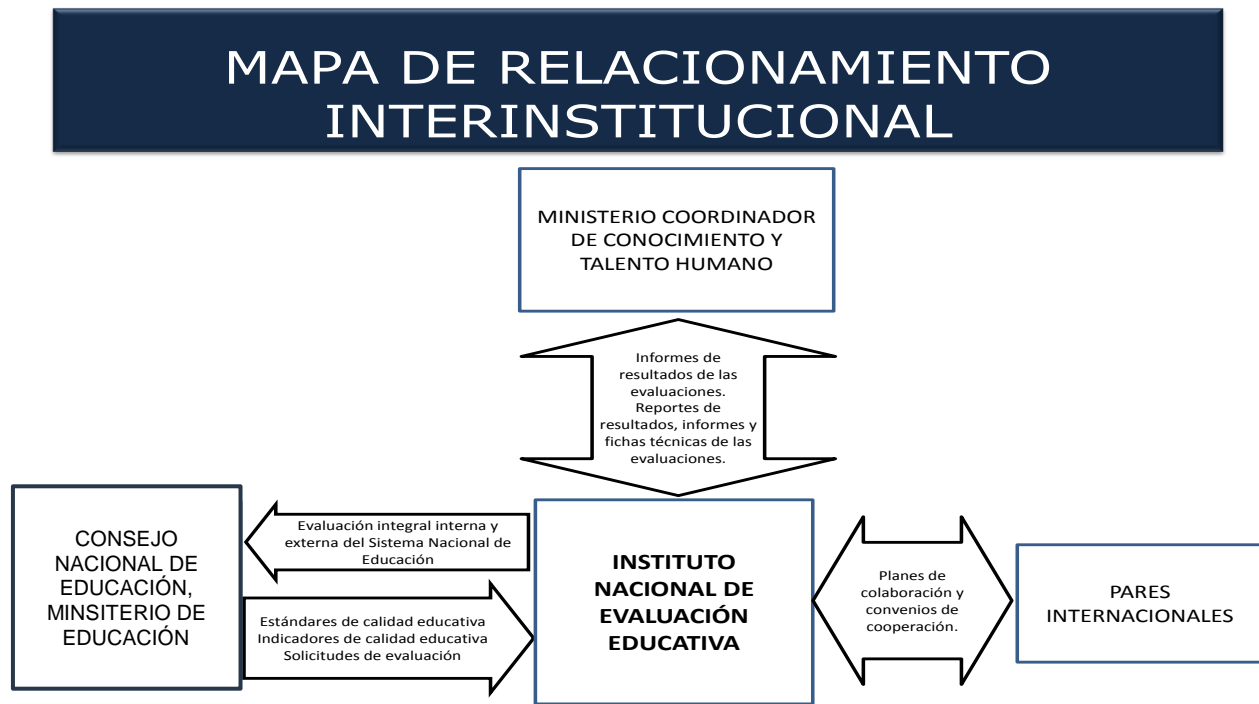 MAPA DE RELACIONAMIENTO
INTERINSTITUCIONAL
MINISTERIO COORDINADOR
DE CONOCIMIENTO Y
TALENTO HUMANO
Informes de
resultados de las
evaluaciones.
Reportes de
resultados, informes y
fichas técnicas de las
evaluaciones.
CONSEJO
NACIONAL DE
EDUCACIÓN,
MINSITERIO DE
EDUCACIÓN
Evaluación integral interna y
externa del Sistema Nacional de
Educación
Estándares de calidad educativa
Indicadores de calidad educativa
Solicitudes de evaluación
INSTITUTO
NACIONAL DE
EVALUACIÓN
EDUCATIVA
Planes de
colaboración y
convenios de
cooperación.
PARES
INTERNACIONALES